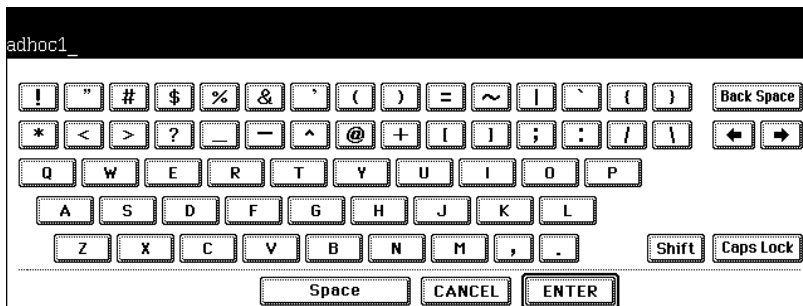 adhoc1_
! " # $ % & ' ( ) = ~ | ` { } Back Space
* < > ? _ - ^ @ + [ ] ; : / \ ← →
Q W E R T Y U I O P
A S D F G H J K L
Z X C V B N M , . Shift Caps Lock
Space CANCEL ENTER